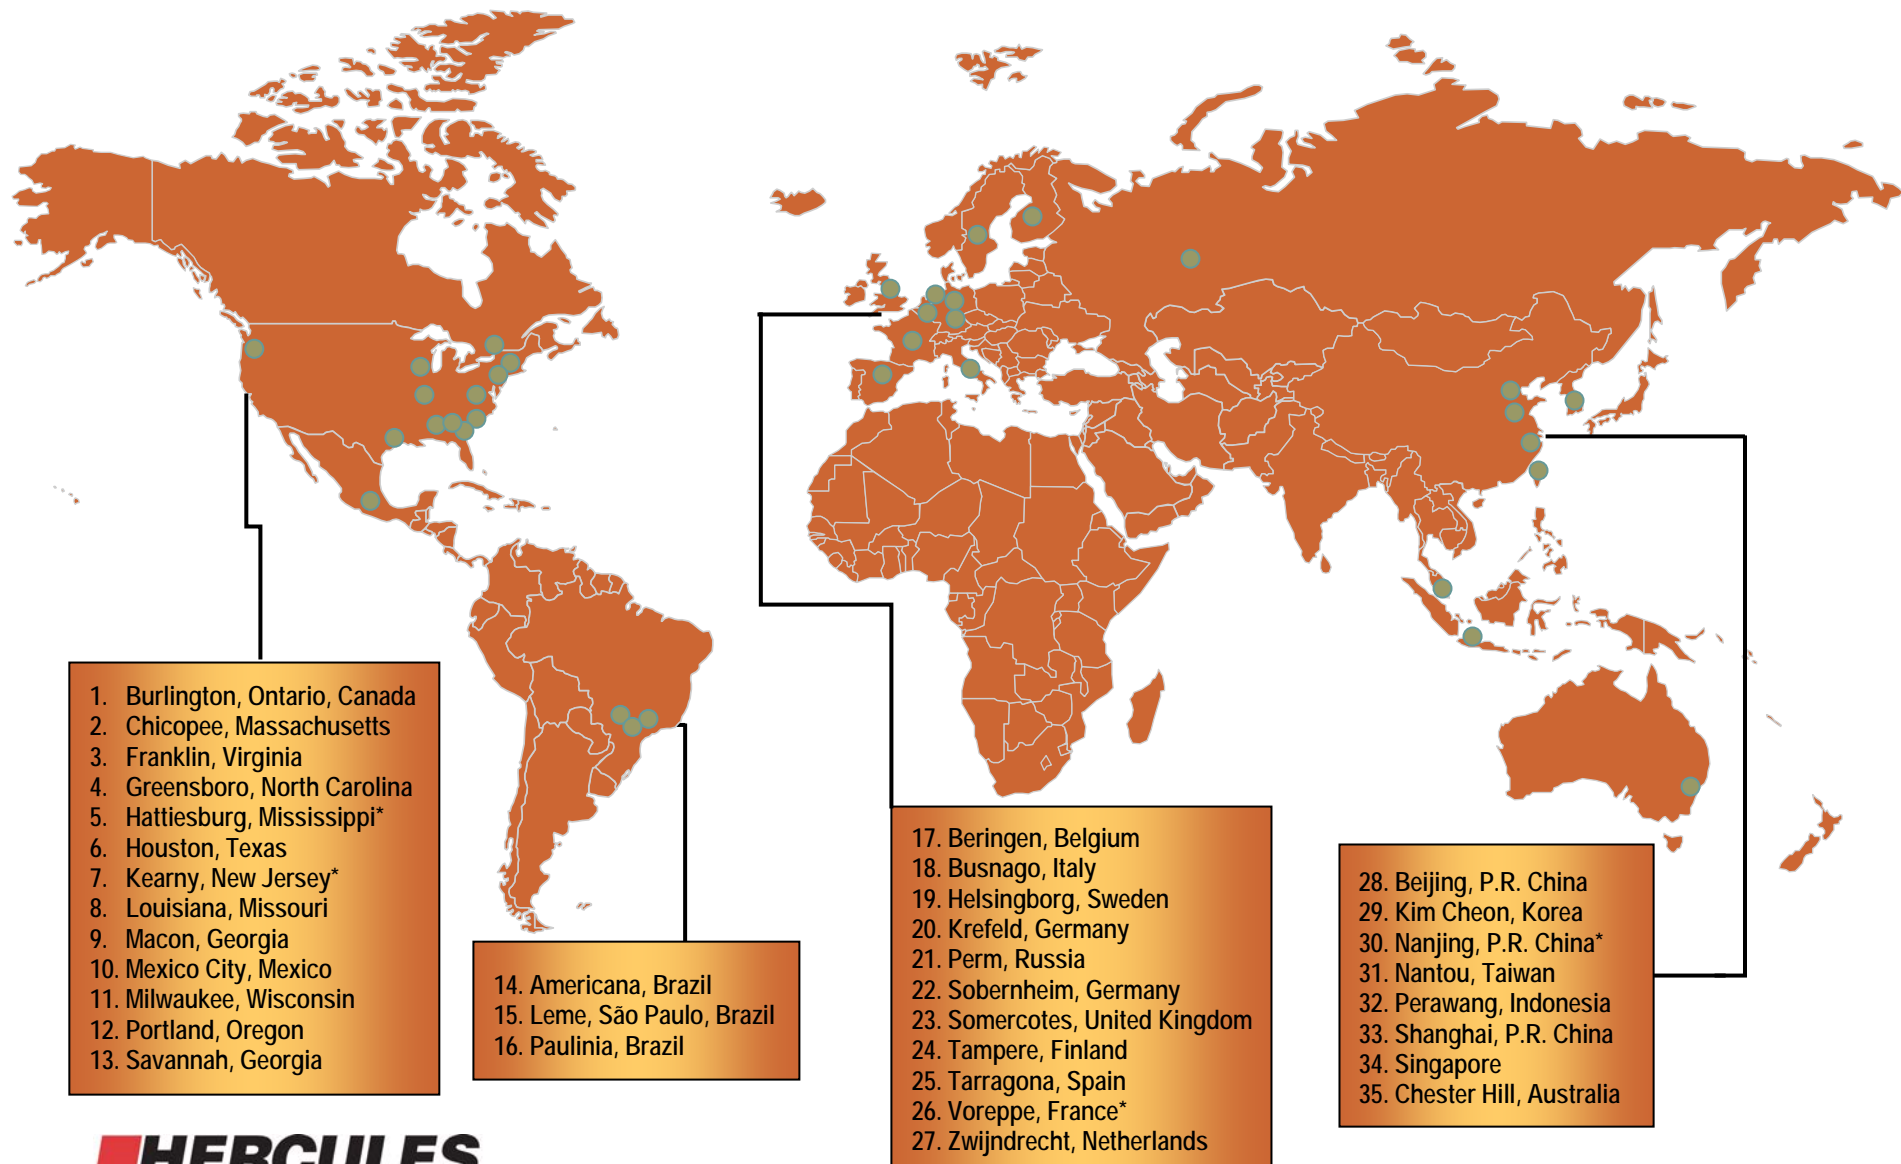 1. Burlington, Ontario, Canada
2. Chicopee, Massachusetts
3. Franklin, Virginia
4. Greensboro, North Carolina
5. Hattiesburg, Mississippi*
6. Houston, Texas
7. Kearny, New Jersey*
8. Louisiana, Missouri
9. Macon, Georgia
10. Mexico City, Mexico
11. Milwaukee, Wisconsin
12. Portland, Oregon
13. Savannah, Georgia
14. Americana, Brazil
15. Leme, São Paulo, Brazil
16. Paulinia, Brazil
17. Beringen, Belgium
18. Busnago, Italy
19. Helsingborg, Sweden
20. Krefeld, Germany
21. Perm, Russia
22. Sobernheim, Germany
23. Somercotes, United Kingdom
24. Tampere, Finland
25. Tarragona, Spain
26. Voreppe, France*
27. Zwijndrecht, Netherlands
28. Beijing, P.R. China
29. Kim Cheon, Korea
30. Nanjing, P.R. China*
31. Nantou, Taiwan
32. Perawang, Indonesia
33. Shanghai, P.R. China
34. Singapore
35. Chester Hill, Australia
HERCULES